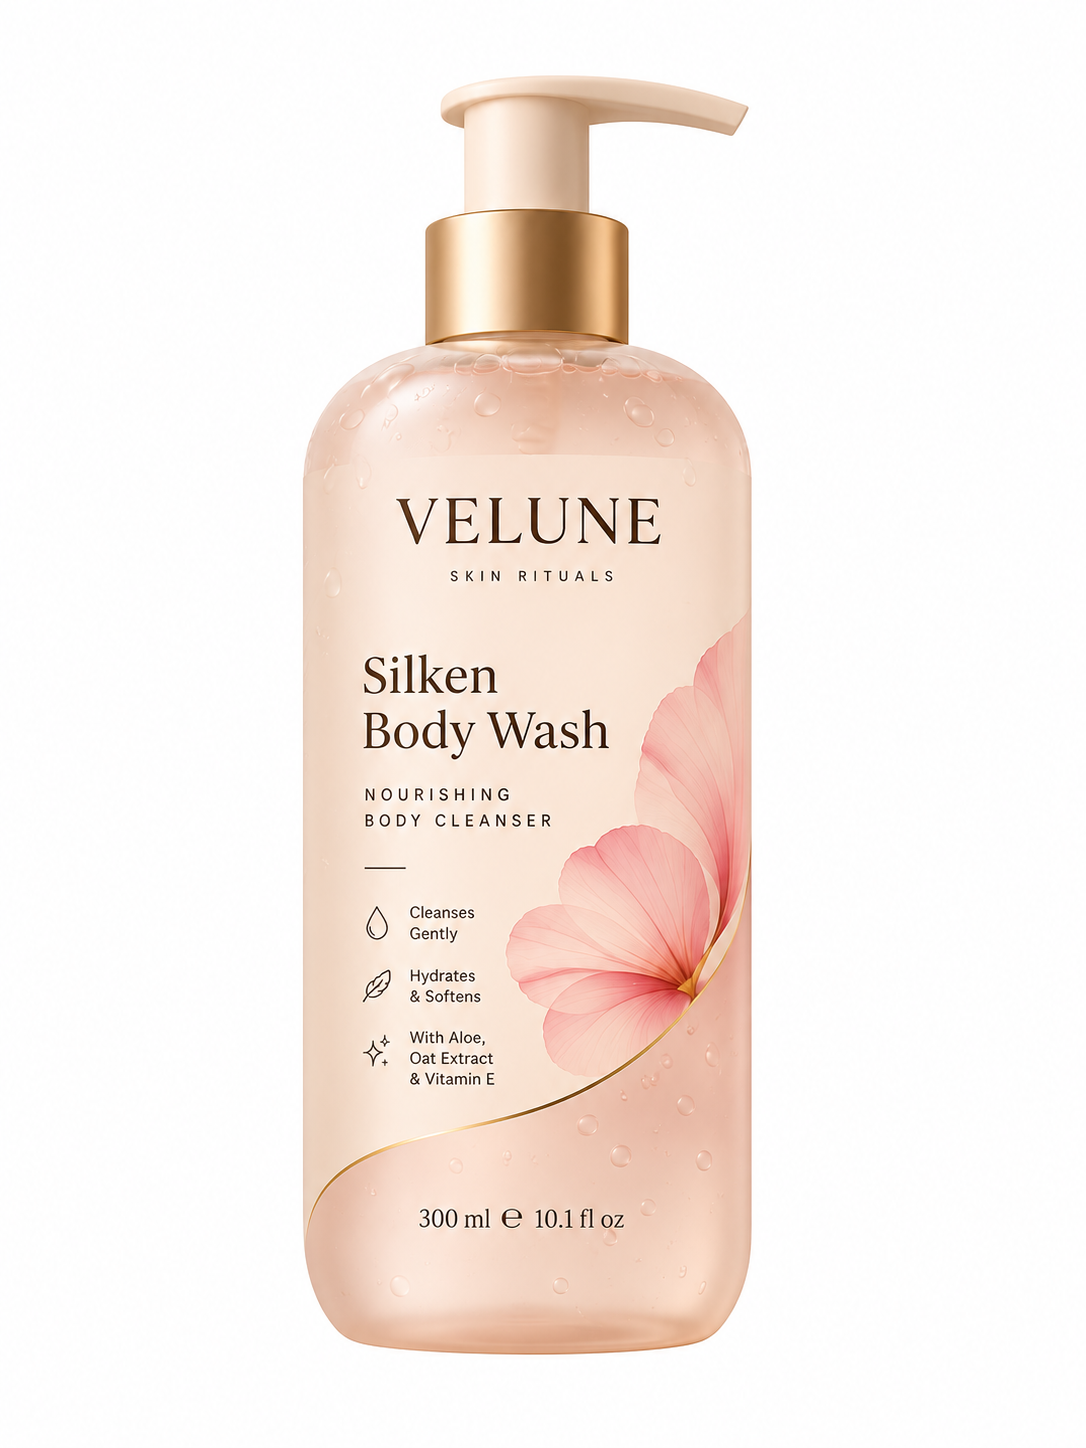 VELUNE
SKIN RITUALS
Silken
Body Wash
NOURISHING
BODY CLEANSER
Cleanses
Gently
Hydrates
& Softens
With Aloe,
Oat Extract
& Vitamin E
300 ml ℮ 10.1 fl oz